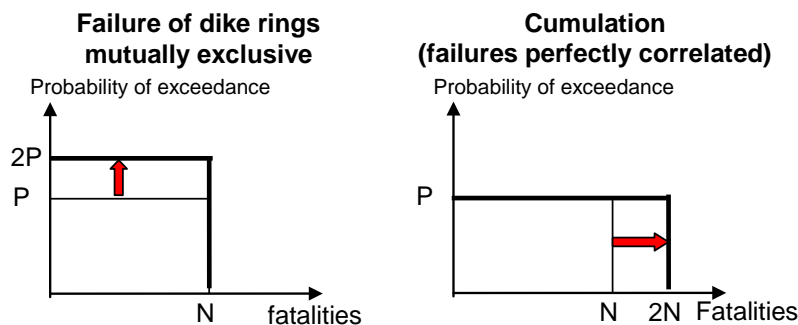 Failure of dike rings
mutually exclusive
Probability of exceedance
2P
P
N
fatalities
Cumulation
(failures perfectly correlated)
Probability of exceedance
P
N
2N
Fatalities